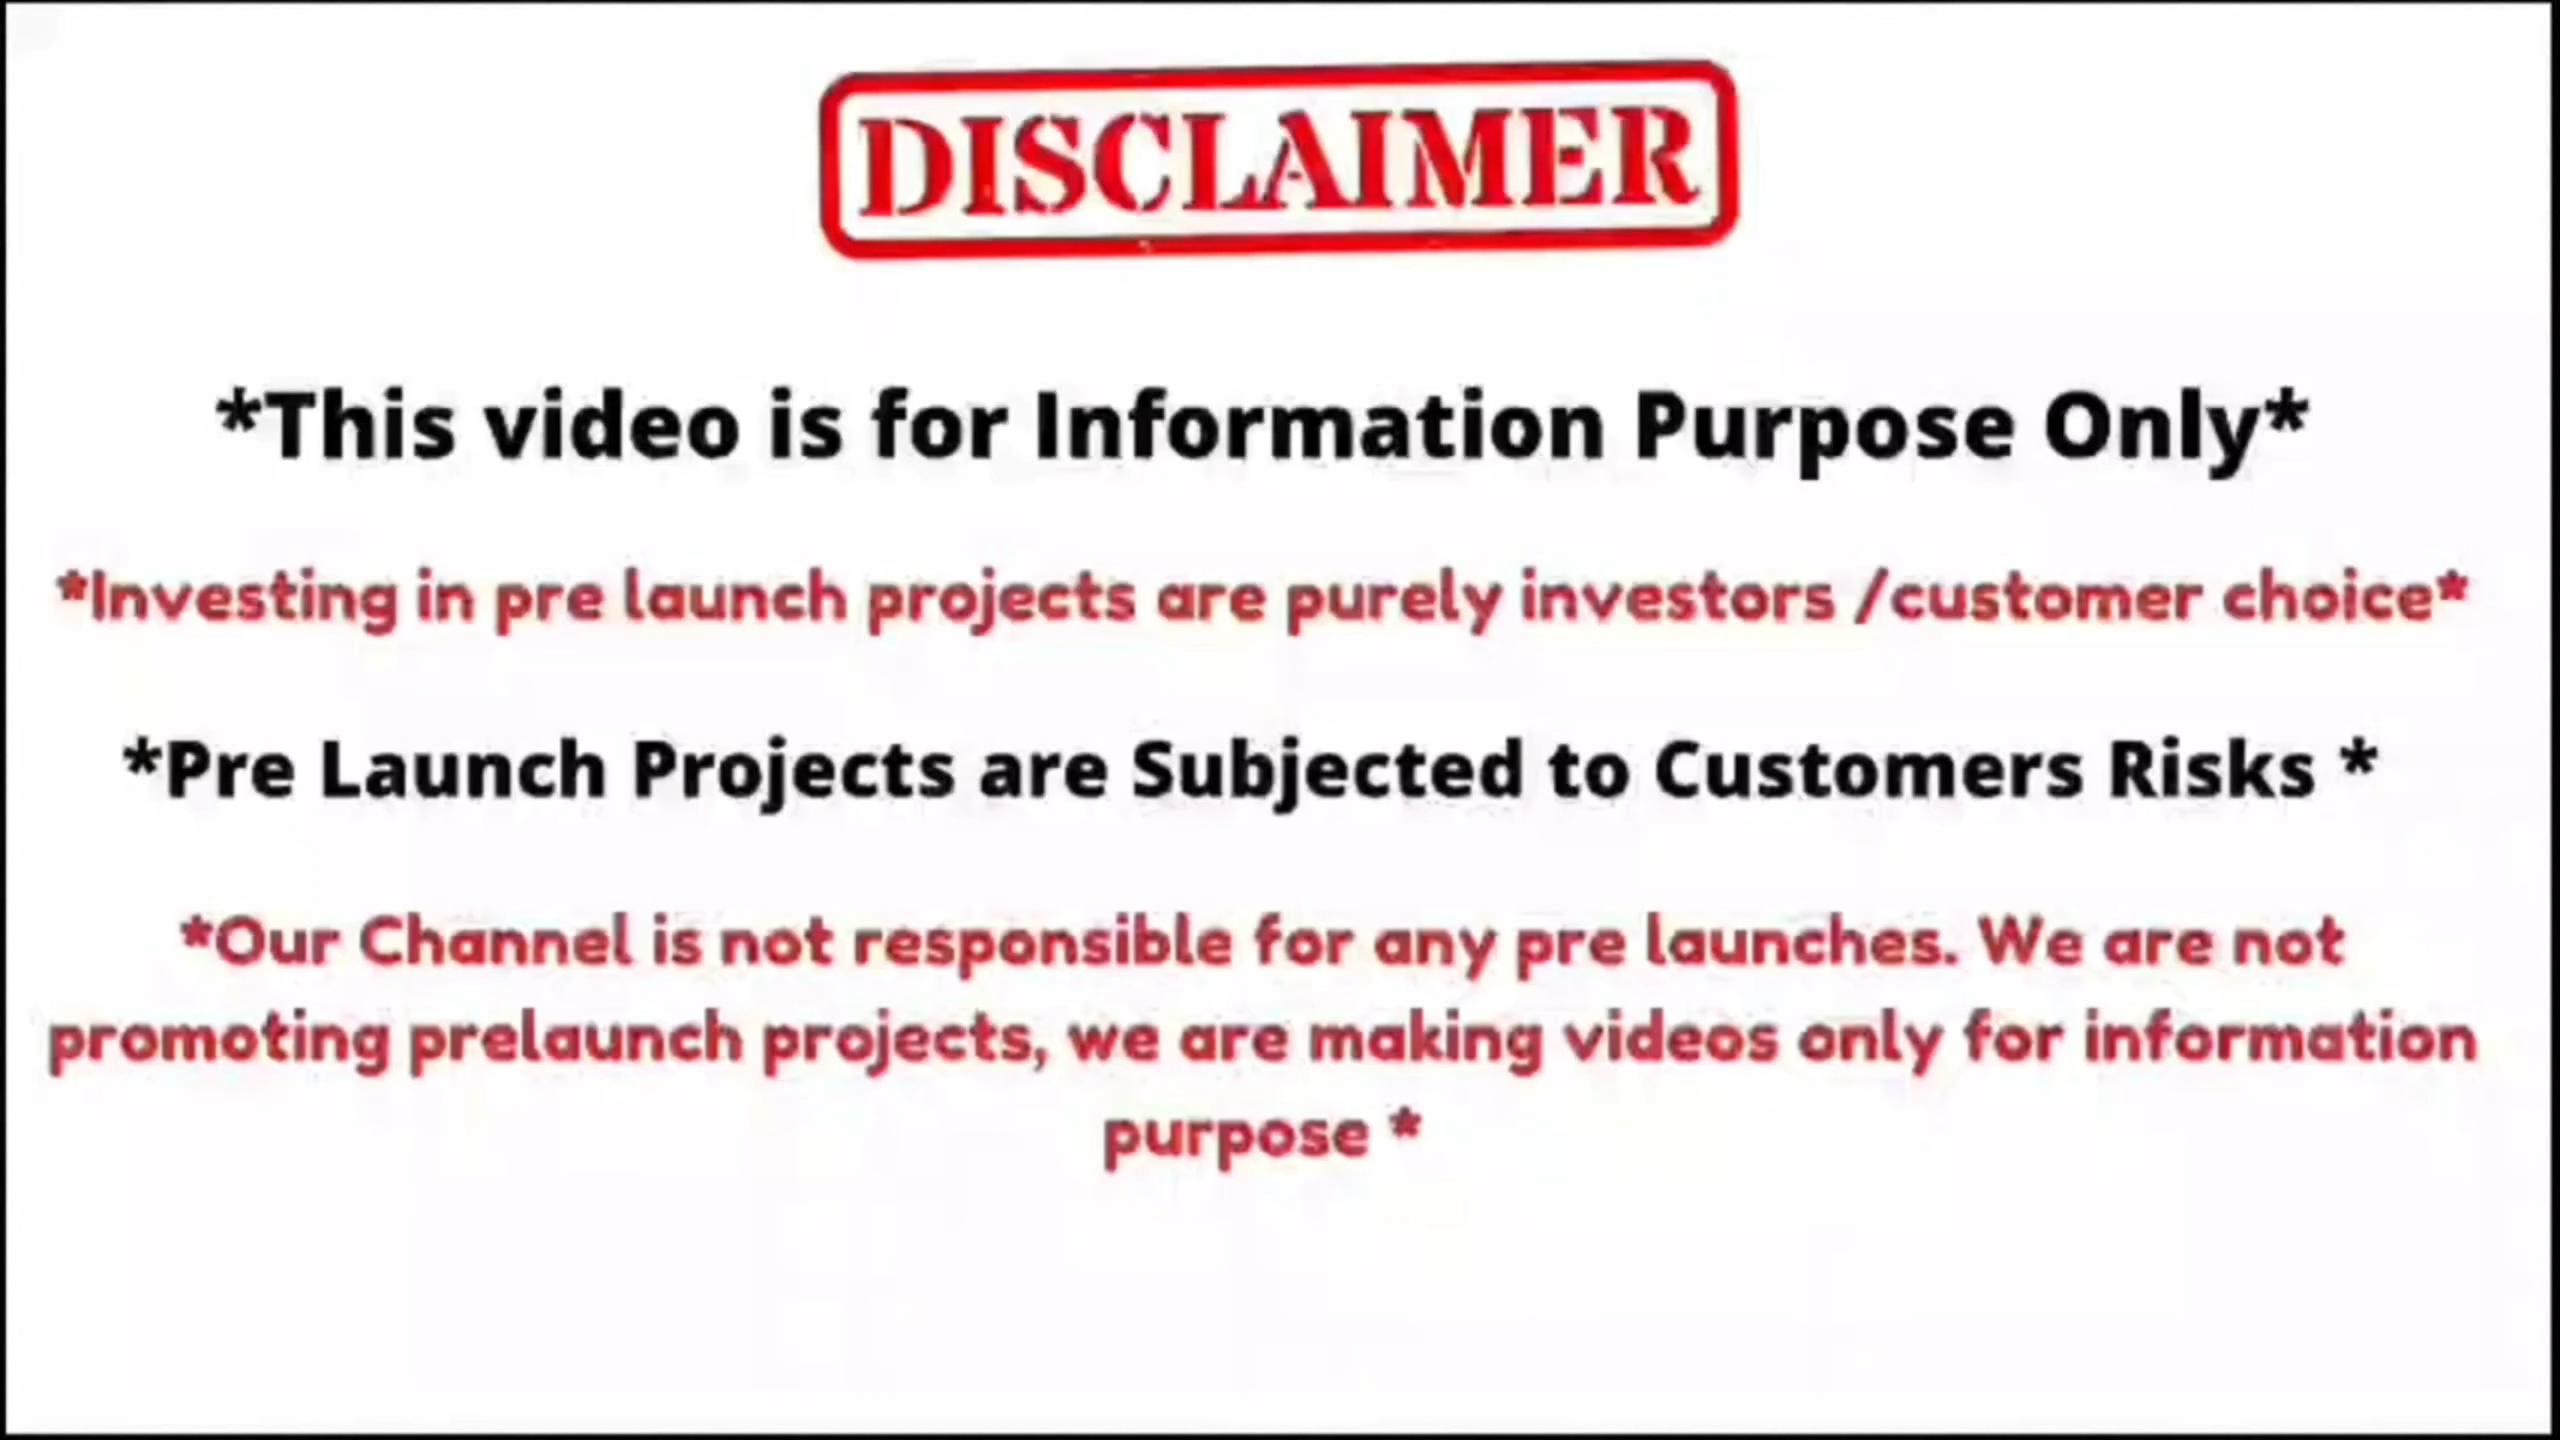 DISCLAIMER
*This video is for Information Purpose Only*
*Investing in pre launch projects are purely investors /customer choice*
*Pre Launch Projects are Subjected to Customers Risks *
*Our Channel is not responsible for any pre launches. We are not
promoting prelaunch projects, we are making videos only for information
purpose *